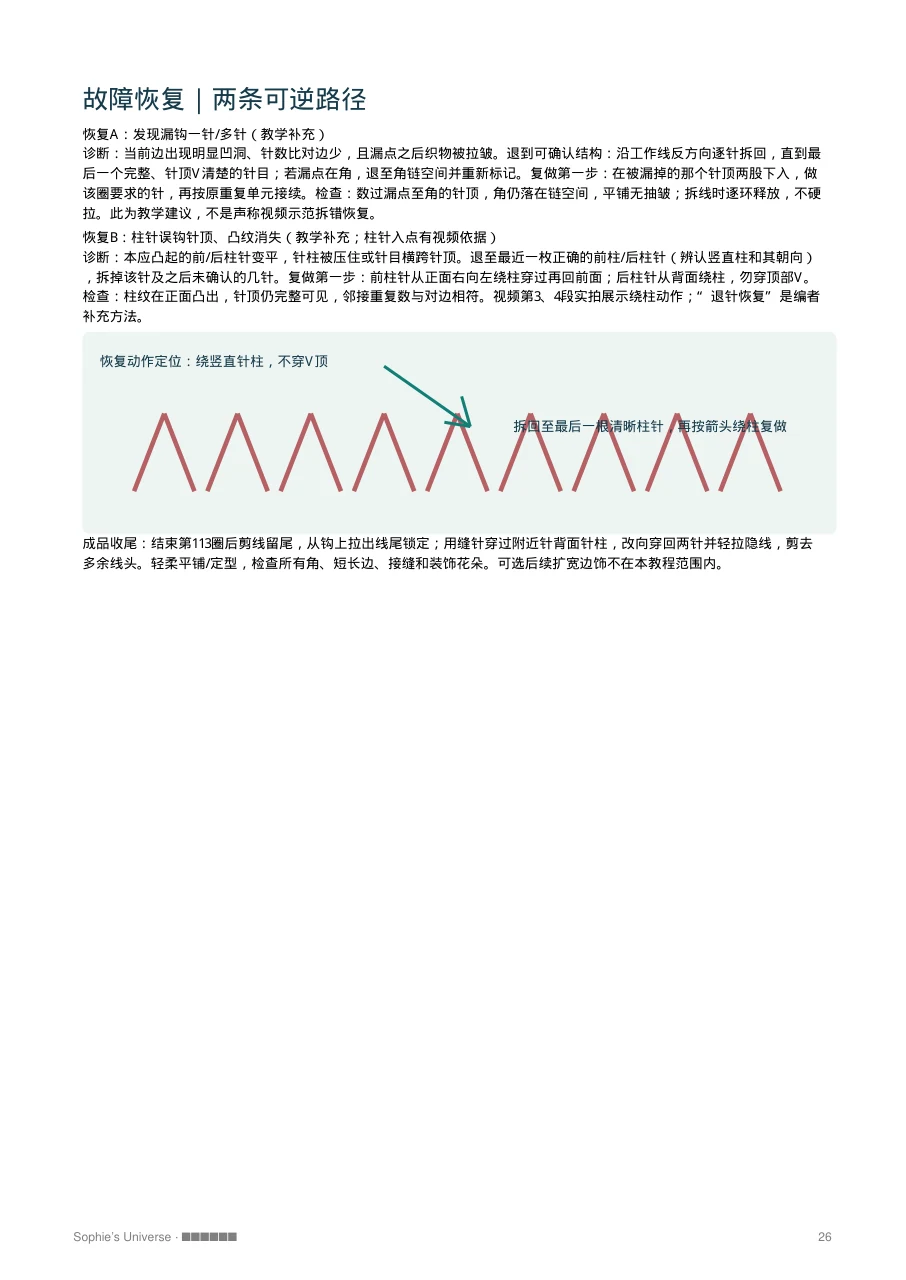 故障恢复｜两条可逆路径
恢复A：发现漏钩一针/多针（教学补充）
诊断：当前边出现明显凹洞、针数比对边少，且漏点之后织物被拉皱。退到可确认结构：沿工作线反方向逐针拆回，直到最
后一个完整、针顶V清楚的针目；若漏点在角，退至角链空间并重新标记。复做第一步：在被漏掉的那个针顶两股下入，做
该圈要求的针，再按原重复单元接续。检查：数过漏点至角的针顶，角仍落在链空间，平铺无抽皱；拆线时逐环释放，不硬
拉。此为教学建议，不是声称视频示范拆错恢复。
恢复B：柱针误钩针顶、凸纹消失（教学补充；柱针入点有视频依据）
诊断：本应凸起的前/后柱针变平，针柱被压住或针目横跨针顶。退至最近一枚正确的前柱/后柱针（辨认竖直柱和其朝向）
，拆掉该针及之后未确认的几针。复做第一步：前柱针从正面右向左绕柱穿过再回前面；后柱针从背面绕柱，勿穿顶部V。
检查：柱纹在正面凸出，针顶仍完整可见，邻接重复数与对边相符。视频第3、4段实拍展示绕柱动作；“退针恢复”是编者
补充方法。
恢复动作定位：绕竖直针柱，不穿V顶
拆回至最后一根清晰柱针，再按箭头绕柱复做
成品收尾：结束第113圈后剪线留尾，从钩上拉出线尾锁定；用缝针穿过附近针背面针柱，改向穿回两针并轻拉隐线，剪去
多余线头。轻柔平铺/定型，检查所有角、短长边、接缝和装饰花朵。可选后续扩宽边饰不在本教程范围内。
Sophie's Universe · ■■■■■■
26